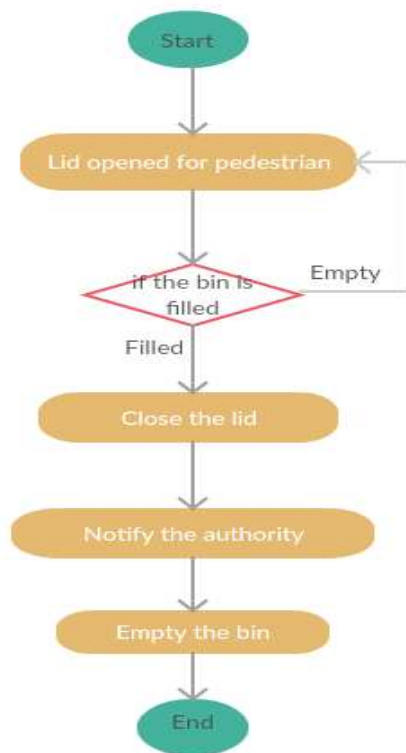 Start
Lid opened for pedestrian
if the bin is
filled
Empty
Filled
Close the lid
Notify the authority
Empty the bin
End